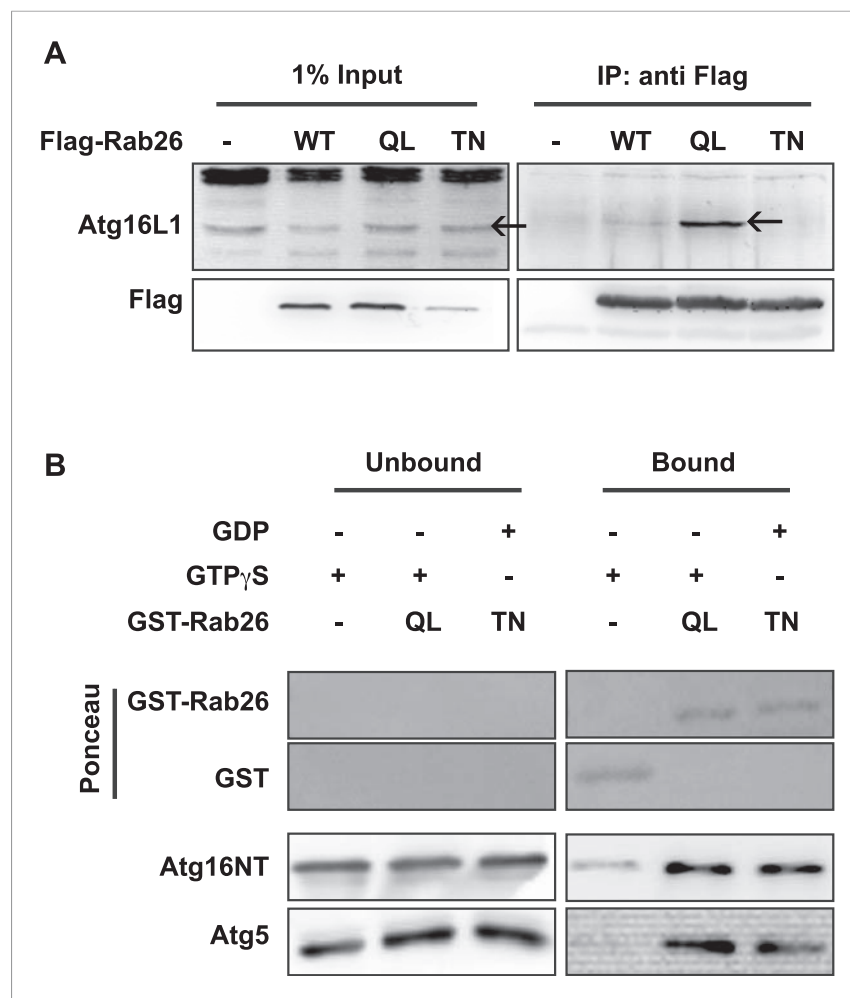 A
1% Input IP: anti Flag
Flag-Rab26 - WT QL TN - WT QL TN
Atg16L1
Flag
B
Unbound Bound
GDP - - + - - +
GTPγS + + - + + -
GST-Rab26 - QL TN - QL TN
Ponceau
GST-Rab26
GST
Atg16NT
Atg5